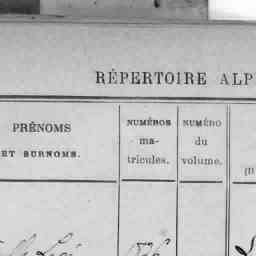 RÉPERTOIRE ALP
PRÉNOMS
ET SURNOMS.
NUMÉROS
ma-
tricules.
NUMÉRO
du
volume.